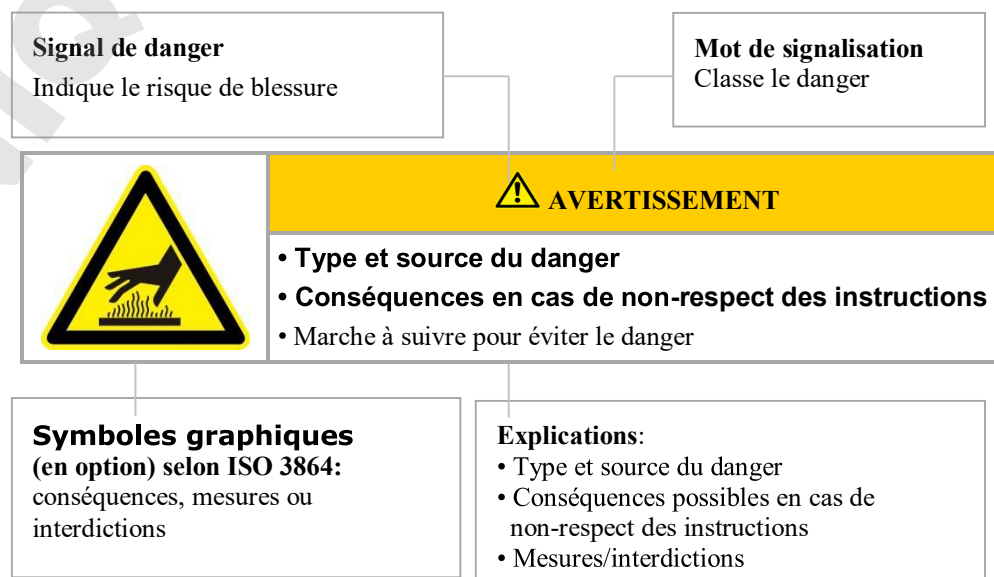 Signal de danger
Indique le risque de blessure
Mot de signalisation
Classe le danger
AVERTISSEMENT
• Type et source du danger
• Conséquences en cas de non-respect des instructions
• Marche à suivre pour éviter le danger
Symboles graphiques
(en option) selon ISO 3864:
conséquences, mesures ou
interdictions
Explications:
• Type et source du danger
• Conséquences possibles en cas de
non-respect des instructions
• Mesures/interdictions